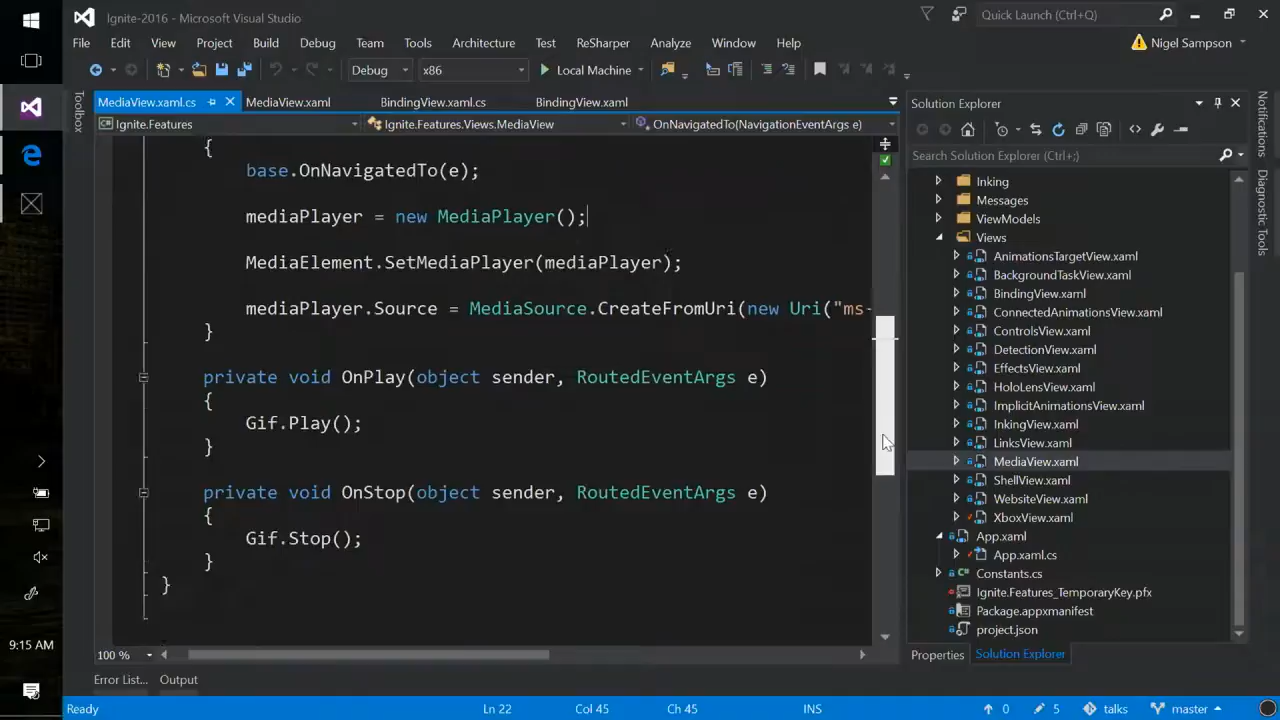 Ignite-2016 - Microsoft Visual Studio
Quick Launch (Ctrl+Q)
File Edit View Project Build Debug Team Tools Architecture Test ReSharper Analyze Window Help
Nigel Sampson
Debug x86 Local Machine
Toolbox
MediaView.xaml.cs MediaView.xaml BindingView.xaml.cs BindingView.xaml
Ignite.Features Ignite.Features.Views.MediaView OnNavigatedTo(NavigationEventArgs e)
{
base.OnNavigatedTo(e);
mediaPlayer = new MediaPlayer();
MediaElement.SetMediaPlayer(mediaPlayer);
mediaPlayer.Source = MediaSource.CreateFromUri(new Uri("ms-
}
private void OnPlay(object sender, RoutedEventArgs e)
{
Gif.Play();
}
private void OnStop(object sender, RoutedEventArgs e)
{
Gif.Stop();
}
}
100 %
Error List... Output
Solution Explorer
Search Solution Explorer (Ctrl+;)
Inking
Messages
ViewModels
Views
AnimationsTargetView.xaml
BackgroundTaskView.xaml
BindingView.xaml
ConnectedAnimationsView.xaml
ControlsView.xaml
DetectionView.xaml
EffectsView.xaml
HoloLensView.xaml
ImplicitAnimationsView.xaml
InkingView.xaml
LinksView.xaml
MediaView.xaml
ShellView.xaml
WebsiteView.xaml
XboxView.xaml
App.xaml
App.xaml.cs
Constants.cs
Ignite.Features_TemporaryKey.pfx
Package.appxmanifest
project.json
Properties Solution Explorer
Notifications
Diagnostic Tools
9:15 AM
Ready Ln 22 Col 45 Ch 45 INS 0 5 talks master